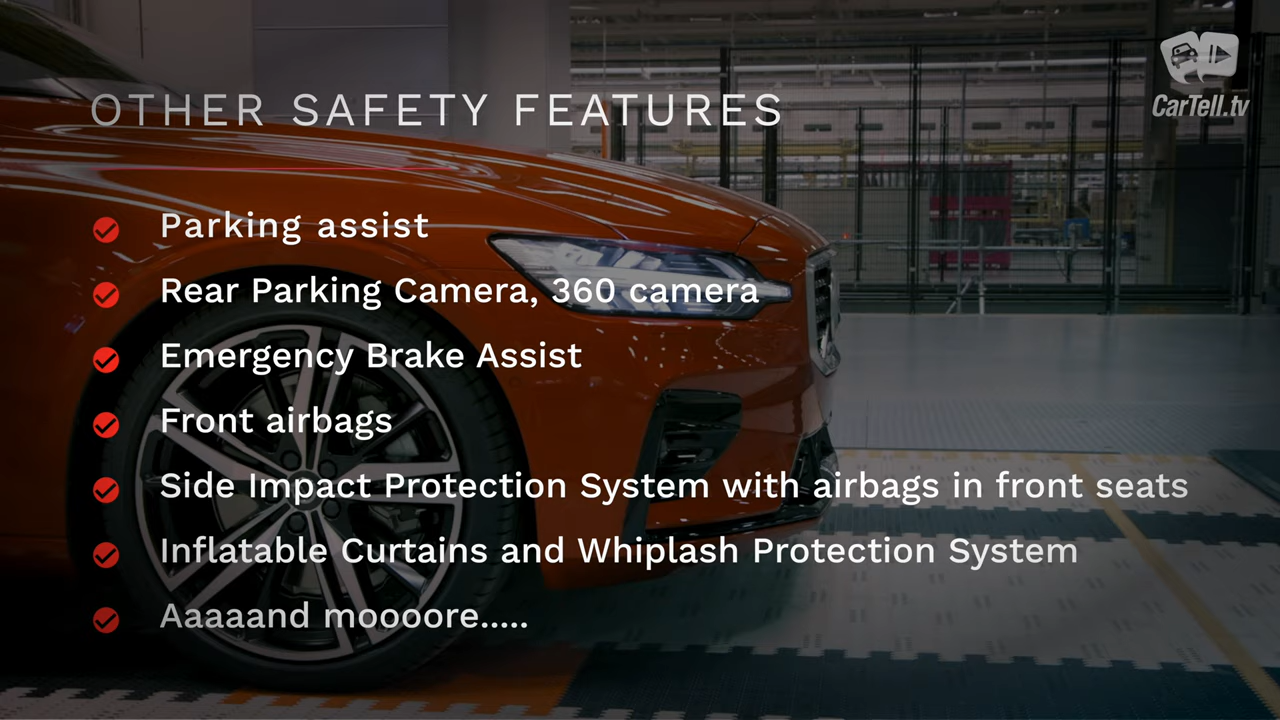 CarTell.tv
OTHER SAFETY FEATURES
Parking assist
Rear Parking Camera, 360 camera
Emergency Brake Assist
Front airbags
Side Impact Protection System with airbags in front seats
Inflatable Curtains and Whiplash Protection System
Aaaaand moooore.....